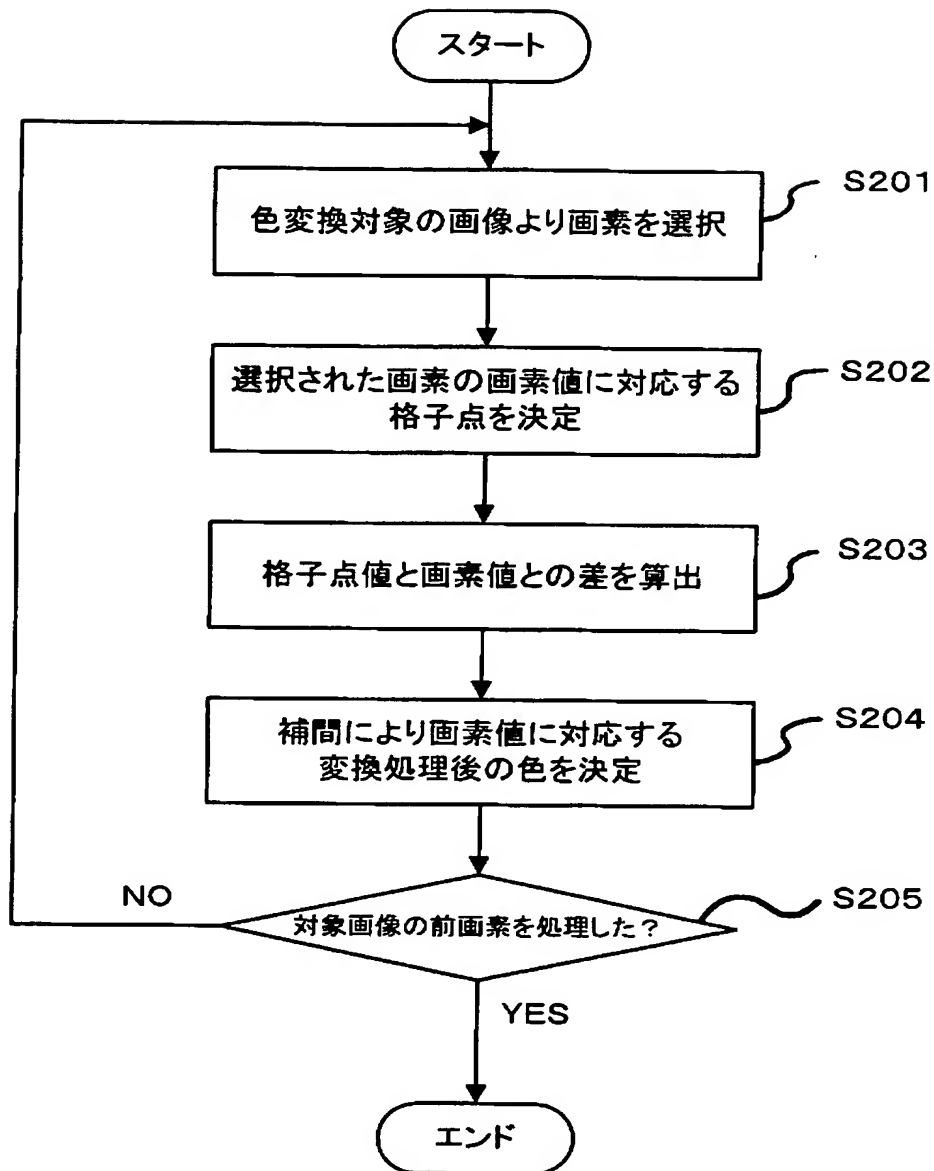 スタート
色変換対象の画像より画素を選択
S201
選択された画素の画素値に対応する
格子点を決定
S202
格子点値と画素値との差を算出
S203
補間により画素値に対応する
変換処理後の色を決定
S204
対象画像の前画素を処理した?
S205
NO
YES
エンド